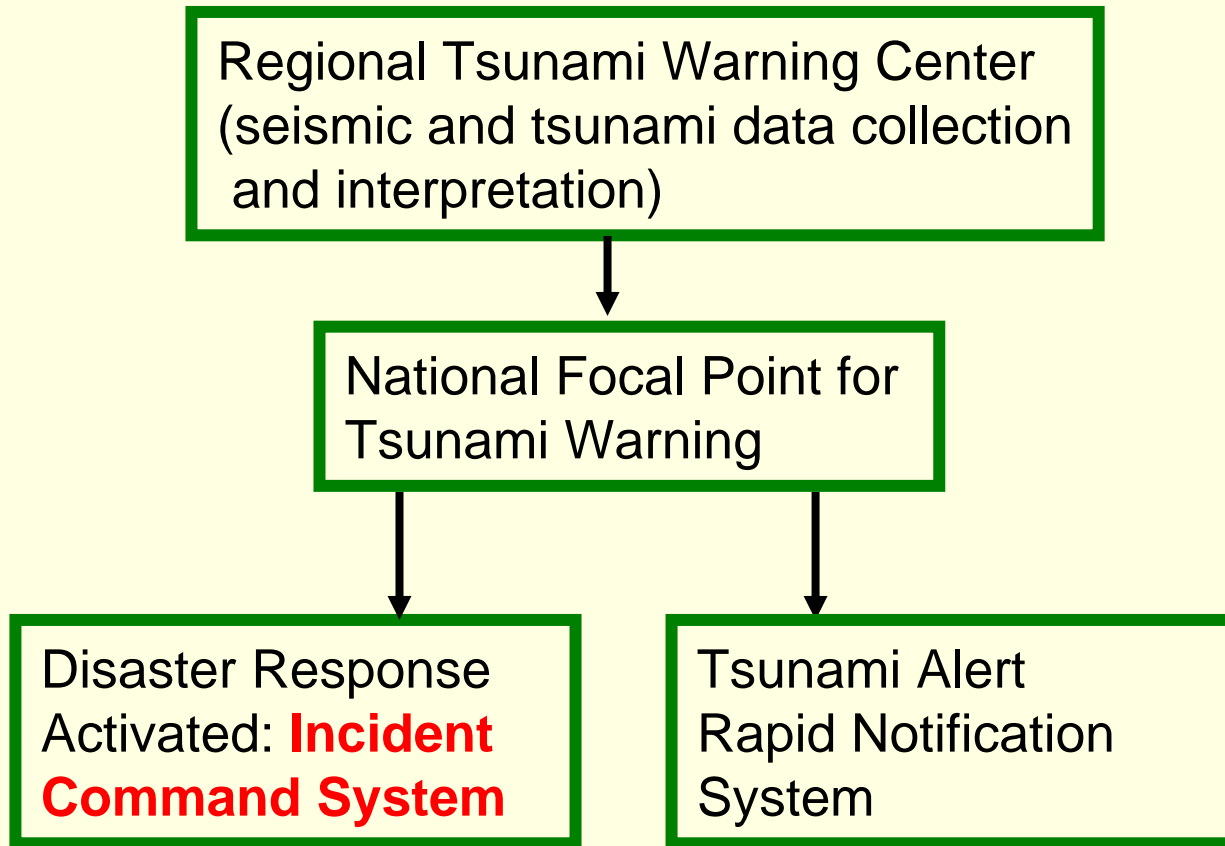 Regional Tsunami Warning Center
(seismic and tsunami data collection
and interpretation)
National Focal Point for
Tsunami Warning
Disaster Response
Activated: Incident
Command System
Tsunami Alert
Rapid Notification
System